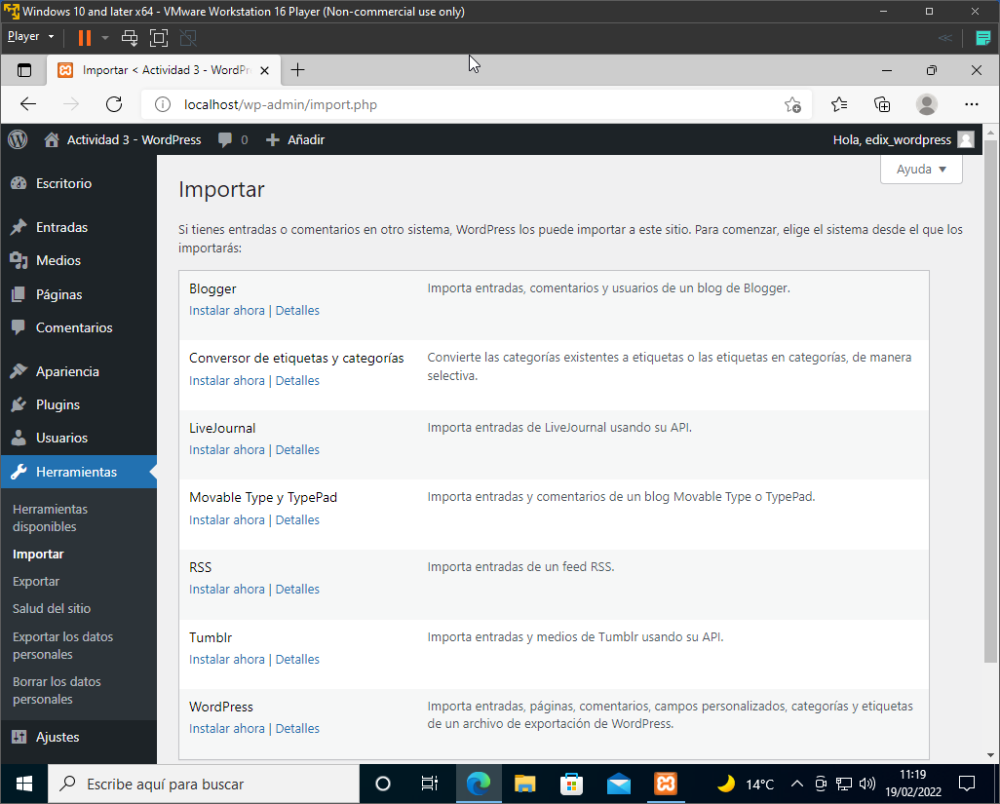 Windows 10 and later x64 - VMware Workstation 16 Player (Non-commercial use only)
Player
Importar < Actividad 3 - WordPr
localhost/wp-admin/import.php
Actividad 3 - WordPress 0 Añadir Hola, edix_wordpress
Ayuda
Escritorio
Entradas
Medios
Páginas
Comentarios
Apariencia
Plugins
Usuarios
Herramientas
Herramientas
disponibles
Importar
Exportar
Salud del sitio
Exportar los datos
personales
Borrar los datos
personales
Ajustes
Importar
Si tienes entradas o comentarios en otro sistema, WordPress los puede importar a este sitio. Para comenzar, elige el sistema desde el que los
importarás:
Blogger
Instalar ahora | Detalles
Importa entradas, comentarios y usuarios de un blog de Blogger.
Conversor de etiquetas y categorías
Instalar ahora | Detalles
Convierte las categorías existentes a etiquetas o las etiquetas en categorías, de manera
selectiva.
LiveJournal
Instalar ahora | Detalles
Importa entradas de LiveJournal usando su API.
Movable Type y TypePad
Instalar ahora | Detalles
Importa entradas y comentarios de un blog Movable Type o TypePad.
RSS
Instalar ahora | Detalles
Importa entradas de un feed RSS.
Tumblr
Instalar ahora | Detalles
Importa entradas y medios de Tumblr usando su API.
WordPress
Instalar ahora | Detalles
Importa entradas, páginas, comentarios, campos personalizados, categorías y etiquetas
de un archivo de exportación de WordPress.
Escribe aquí para buscar
14°C
11:19
19/02/2022